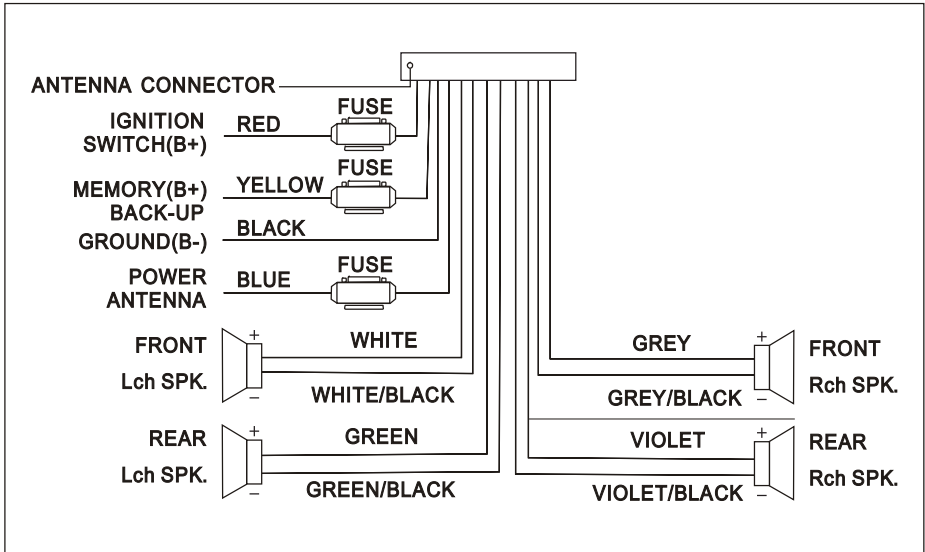 ANTENNA CONNECTOR
FUSE
IGNITION
SWITCH(B+)
RED
FUSE
MEMORY(B+)
BACK-UP
YELLOW
GROUND(B-)
BLACK
FUSE
POWER
ANTENNA
BLUE
FRONT
Lch SPK.
+
−
WHITE
WHITE/BLACK
GREY
GREY/BLACK
+
−
FRONT
Rch SPK.
REAR
Lch SPK.
+
−
GREEN
GREEN/BLACK
VIOLET
VIOLET/BLACK
+
−
REAR
Rch SPK.